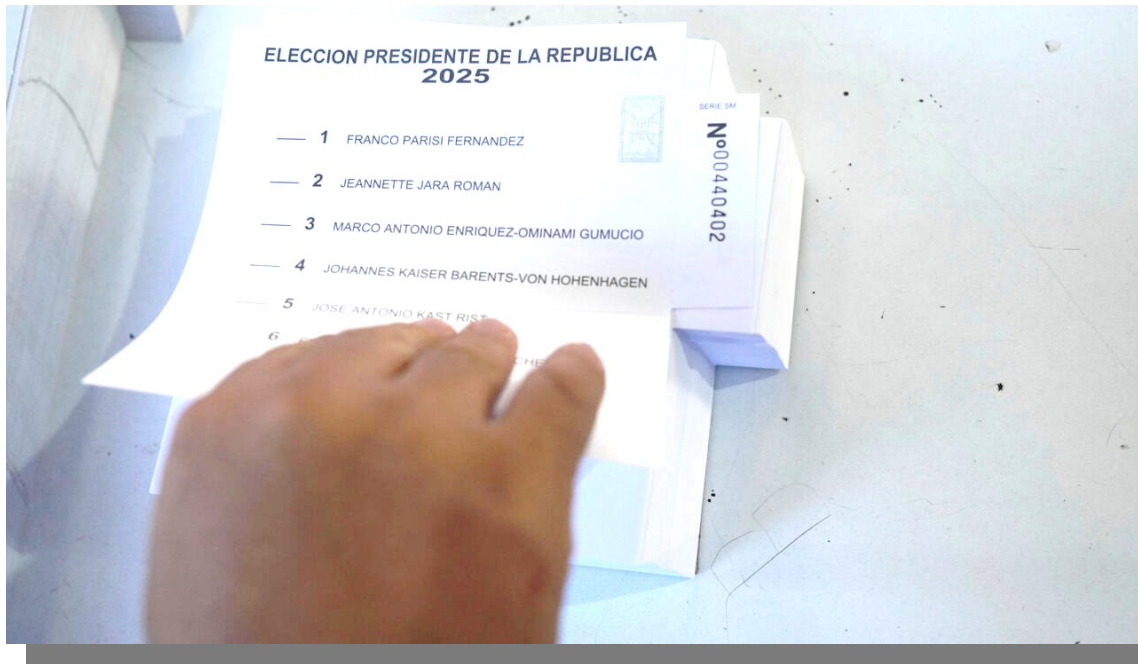 ELECCION PRESIDENTE DE LA REPUBLICA
2025
SERIE SM
Nº00440402
1 FRANCO PARISI FERNANDEZ
2 JEANNETTE JARA ROMAN
3 MARCO ANTONIO ENRIQUEZ-OMINAMI GUMUCIO
4 JOHANNES KAISER BARENTS-VON HOHENHAGEN
5 JOSE ANTONIO KAST RIST
6